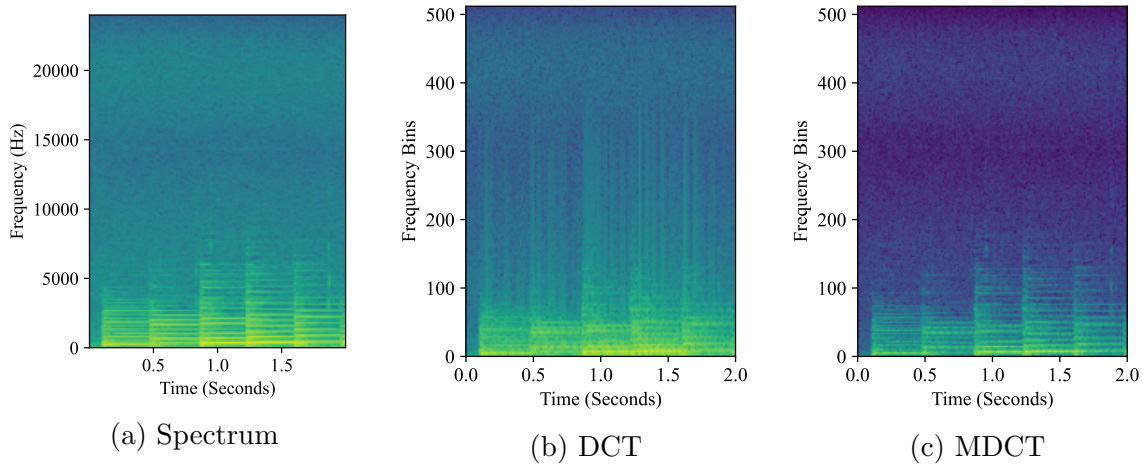 20000
15000
10000
5000
0
Frequency (Hz)
0.5 1.0 1.5
Time (Seconds)
(a) Spectrum
500
400
300
200
100
0
Frequency Bins
0.0 0.5 1.0 1.5 2.0
Time (Seconds)
(b) DCT
500
400
300
200
100
0
Frequency Bins
0.0 0.5 1.0 1.5 2.0
Time (Seconds)
(c) MDCT